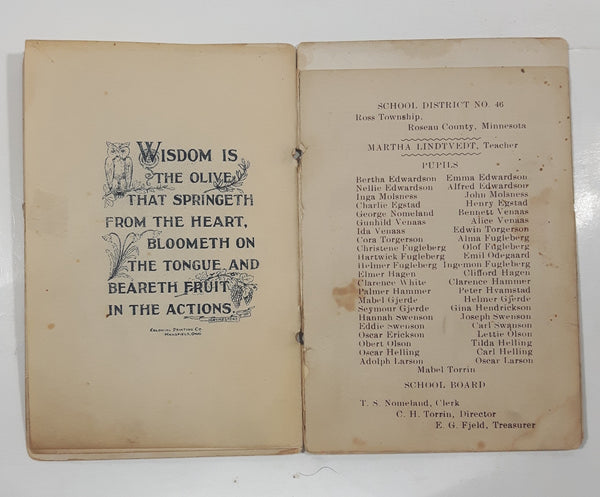 WISDOM IS
THE OLIVE
THAT SPRINGETH
FROM THE HEART,
BLOOMETH ON
THE TONGUE AND
BEARETH FRUIT
IN THE ACTIONS.
COLONIAL PRINTING CO.
MANSFIELD, OHIO
SCHOOL DISTRICT NO. 46
Ross Township,
Roseau County, Minnesota
MARTHA LINDTVEDT, Teacher
PUPILS
Bertha Edwardson Emma Edwardson
Nellie Edwardson Alfred Edwardson
Inga Molsness John Molsness
Charlie Egstad Henry Egstad
George Nomeland Bennett Venaas
Gunhild Venaas Alice Venaas
Ida Venaas Edwin Torgerson
Cora Torgerson Alma Fugleberg
Christene Fugleberg Olof Fugleberg
Hartwick Fugleberg Emil Odegaard
Helmer Fugleberg Ingemon Fugleberg
Elmer Hagen Clifford Hagen
Clarence White Clarence Hammer
Palmer Hammer Peter Hvamstad
Mabel Gjerde Helmer Gjerde
Seymour Gjerde Gina Hendrickson
Hannah Swenson Joseph Swenson
Eddie Swenson Carl Swanson
Oscar Erickson Lettie Olson
Obert Olson Tilda Helling
Oscar Helling Carl Helling
Adolph Larson Oscar Larson
Mabel Torrin
SCHOOL BOARD
T. S. Nomeland, Clerk
C. H. Torrin, Director
E. G. Fjeld, Treasurer